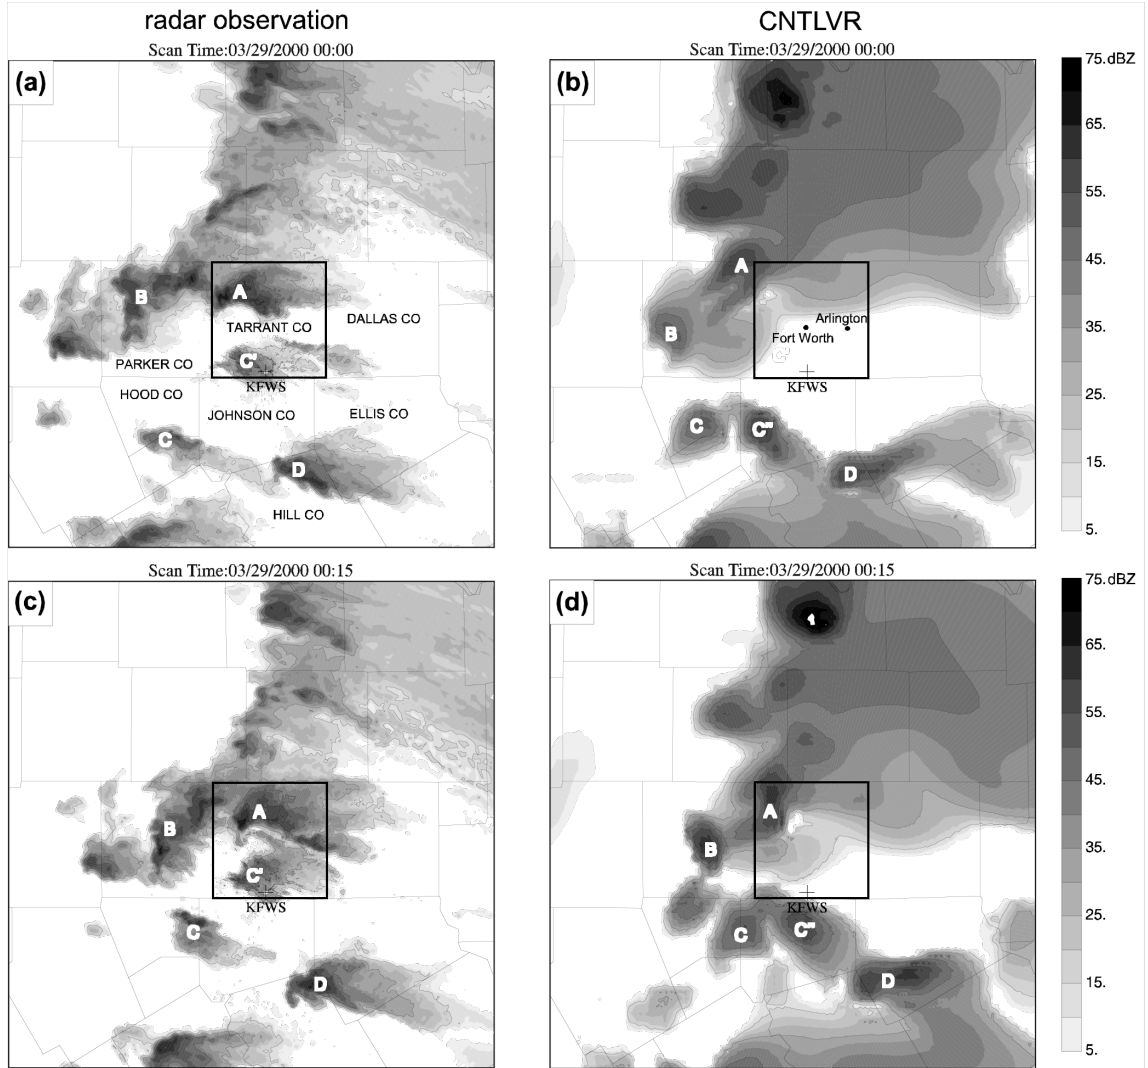 radar observation
CNTLVR
Scan Time:03/29/2000 00:00
(a)
A
B
TARRANT CO
DALLAS CO
PARKER CO
C'
KFWS
HOOD CO
JOHNSON CO
ELLIS CO
C
D
HILL CO
Scan Time:03/29/2000 00:00
(b)
A
B
Arlington
Fort Worth
C'
KFWS
C
C"
D
75.dBZ
65.
55.
45.
35.
25.
15.
5.
Scan Time:03/29/2000 00:15
(c)
A
B
C'
KFWS
C
D
Scan Time:03/29/2000 00:15
(d)
A
B
KFWS
C
C"
D
75.dBZ
65.
55.
45.
35.
25.
15.
5.